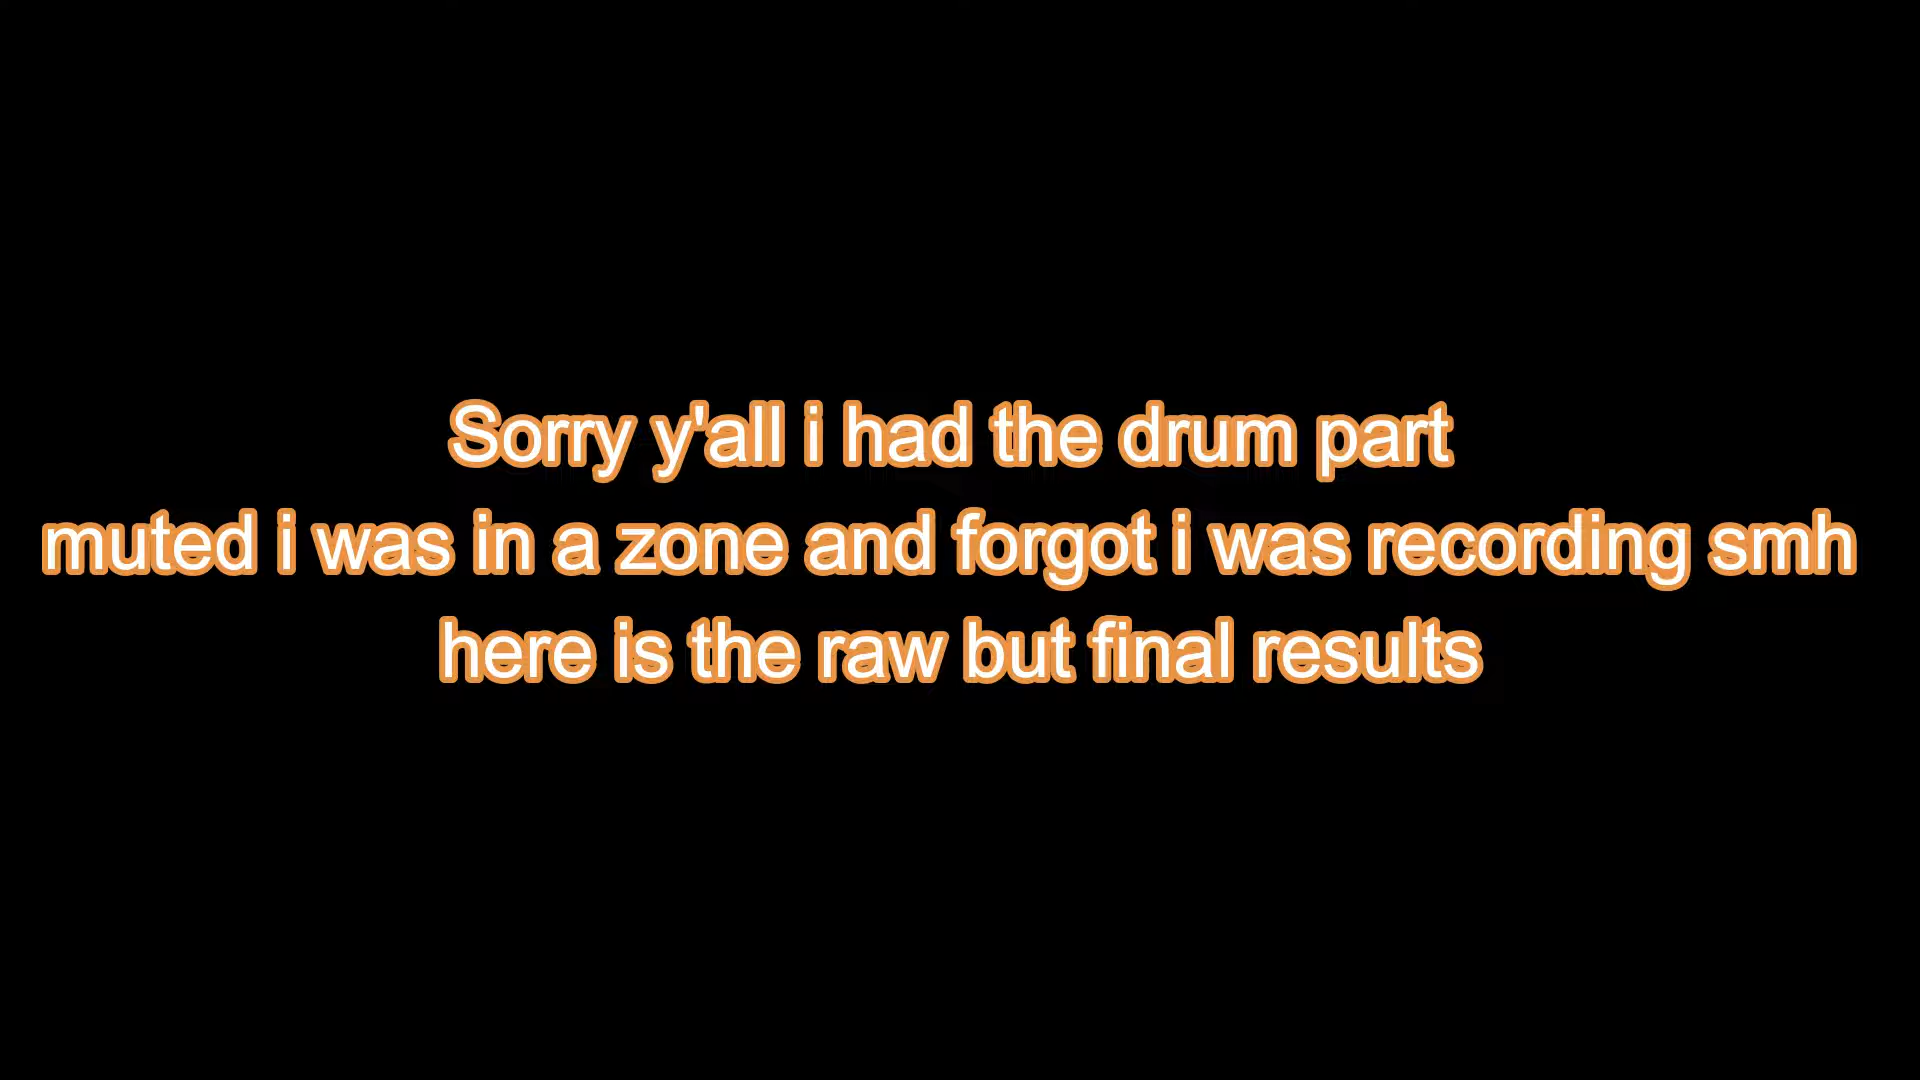 Sorry y'all i had the drum part
muted i was in a zone and forgot i was recording smh
here is the raw but final results